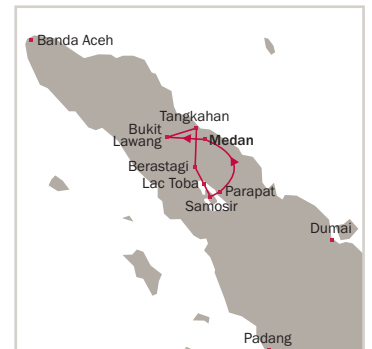 Banda Aceh
Tangkahan
Bukit
Lawang
Medan
Berastagi
Lac Toba
Parapat
Samosir
Dumai
Padang